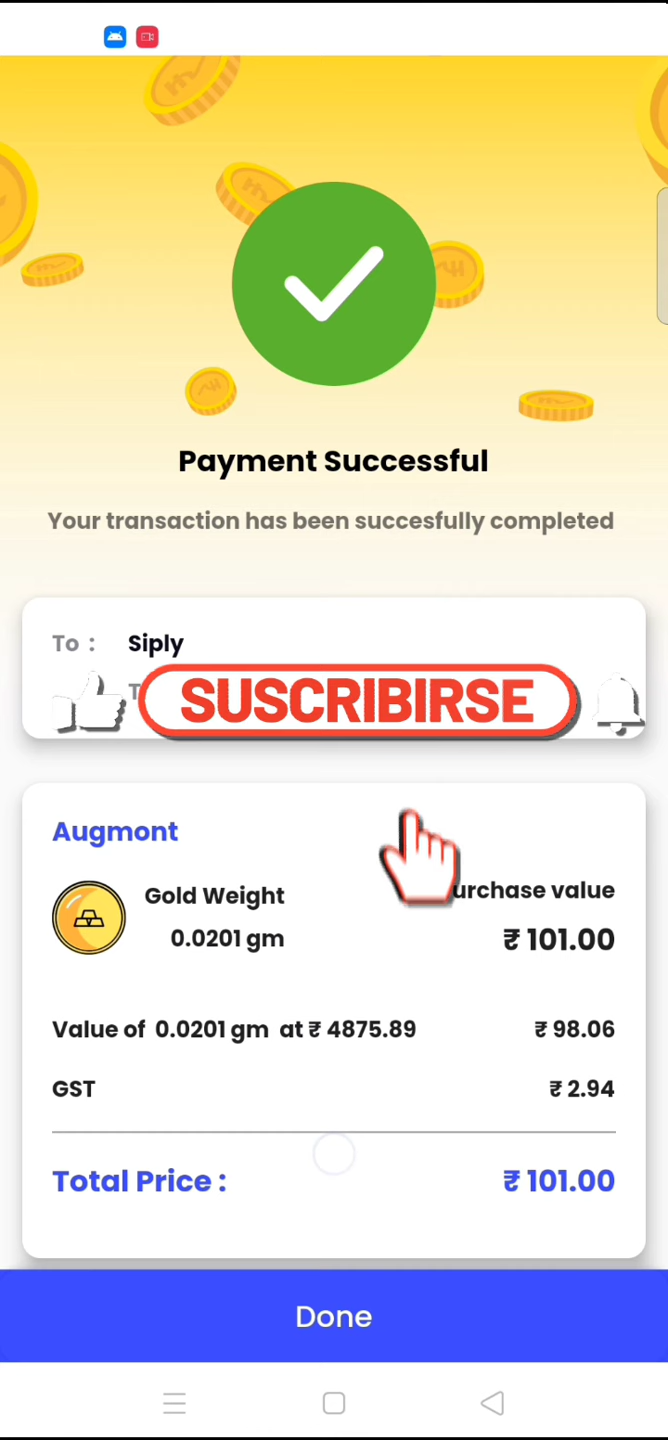 Payment Successful
Your transaction has been succesfully completed
To : Siply
SUSCRIBIRSE
Augmont
Gold Weight
0.0201 gm
urchase value
₹ 101.00
Value of 0.0201 gm at ₹ 4875.89 ₹ 98.06
GST ₹ 2.94
Total Price : ₹ 101.00
Done